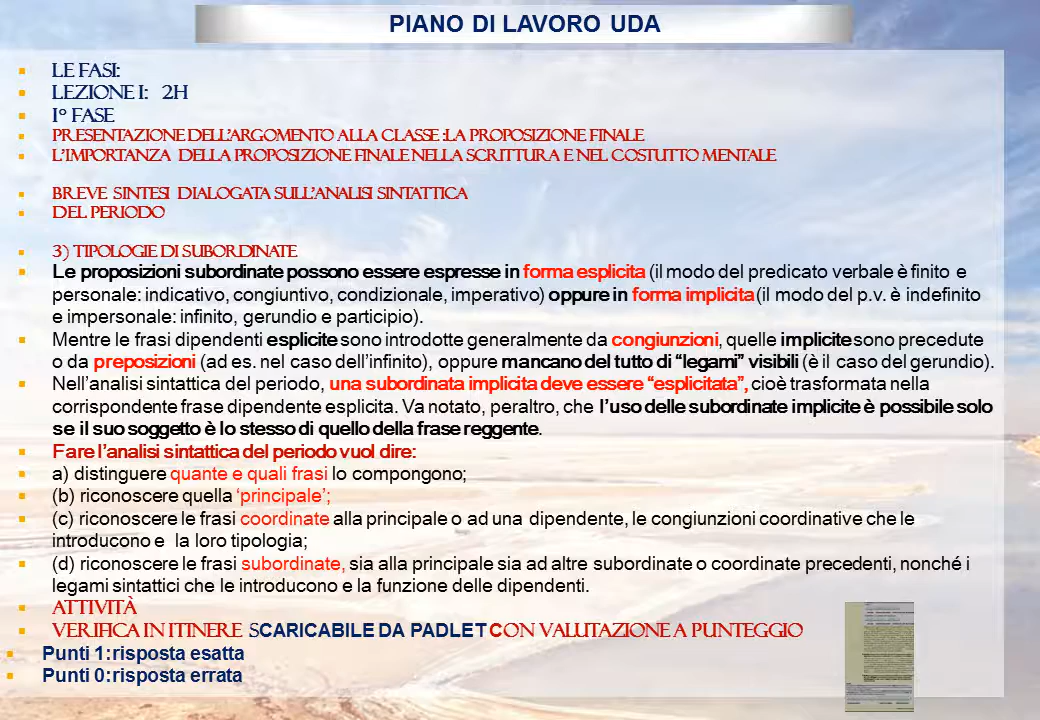 PIANO DI LAVORO UDA
LE FASI:
LEZIONE I: 2H
I° FASE
PRESENTAZIONE DELL'ARGOMENTO ALLA CLASSE :LA PROPOSIZIONE FINALE
L'IMPORTANZA DELLA PROPOSIZIONE FINALE NELLA SCRITTURA E NEL COSTUTTO MENTALE
BREVE SINTESI DIALOGATA SULL'ANALISI SINTATTICA
DEL PERIODO
3) TIPOLOGIE DI SUBORDINATE
Le proposizioni subordinate possono essere espresse in forma esplicita (il modo del predicato verbale è finito e
personale: indicativo, congiuntivo, condizionale, imperativo) oppure in forma implicita (il modo del p.v. è indefinito
e impersonale: infinito, gerundio e participio).
Mentre le frasi dipendenti esplicite sono introdotte generalmente da congiunzioni, quelle implicite sono precedute
o da preposizioni (ad es. nel caso dell'infinito), oppure mancano del tutto di “legami” visibili (è il caso del gerundio).
Nell'analisi sintattica del periodo, una subordinata implicita deve essere “esplicitata”, cioè trasformata nella
corrispondente frase dipendente esplicita. Va notato, peraltro, che l'uso delle subordinate implicite è possibile solo
se il suo soggetto è lo stesso di quello della frase reggente.
Fare l'analisi sintattica del periodo vuol dire:
a) distinguere quante e quali frasi lo compongono;
(b) riconoscere quella ‘principale’;
(c) riconoscere le frasi coordinate alla principale o ad una dipendente, le congiunzioni coordinative che le
introducono e la loro tipologia;
(d) riconoscere le frasi subordinate, sia alla principale sia ad altre subordinate o coordinate precedenti, nonché i
legami sintattici che le introducono e la funzione delle dipendenti.
ATTIVITÀ
VERIFICA IN ITINERE SCARICABILE DA PADLET CON VALUTAZIONE A PUNTEGGIO
Punti 1:risposta esatta
Punti 0:risposta errata